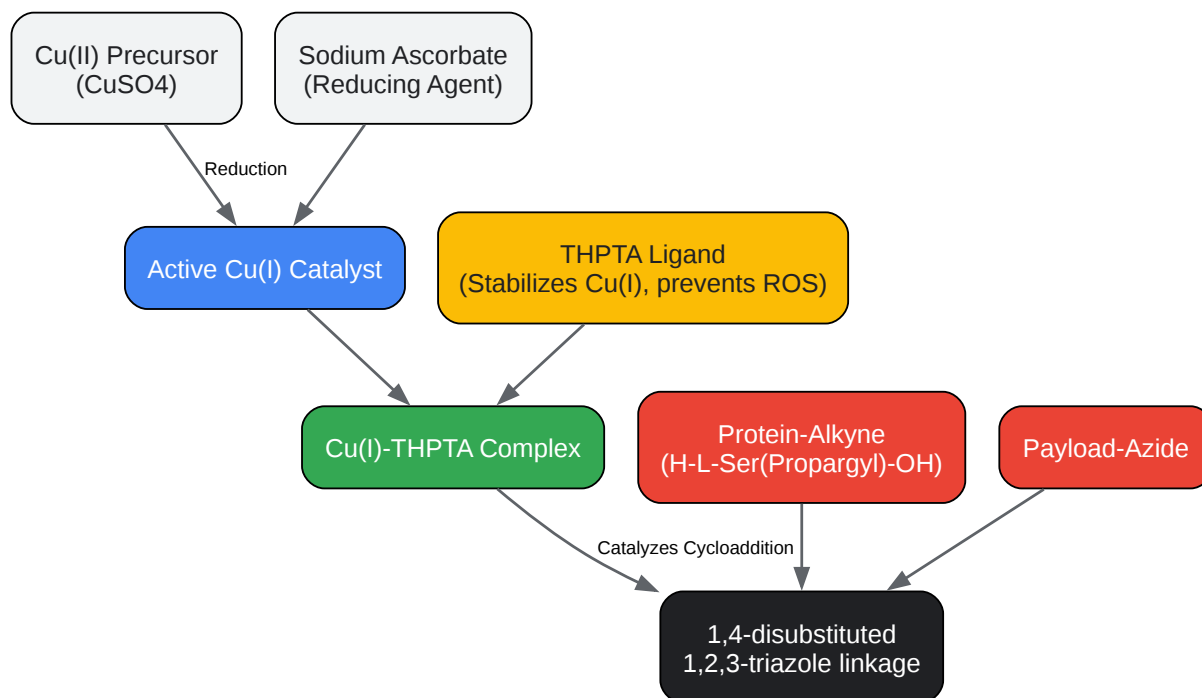 Cu(II) Precursor
(CuSO4)
Sodium Ascorbate
(Reducing Agent)
Reduction
Active Cu(I) Catalyst
THPTA Ligand
(Stabilizes Cu(I), prevents ROS)
Cu(I)-THPTA Complex
Protein-Alkyne
(H-L-Ser(Propargyl)-OH)
Payload-Azide
Catalyzes Cycloaddition
1,4-disubstituted
1,2,3-triazole linkage